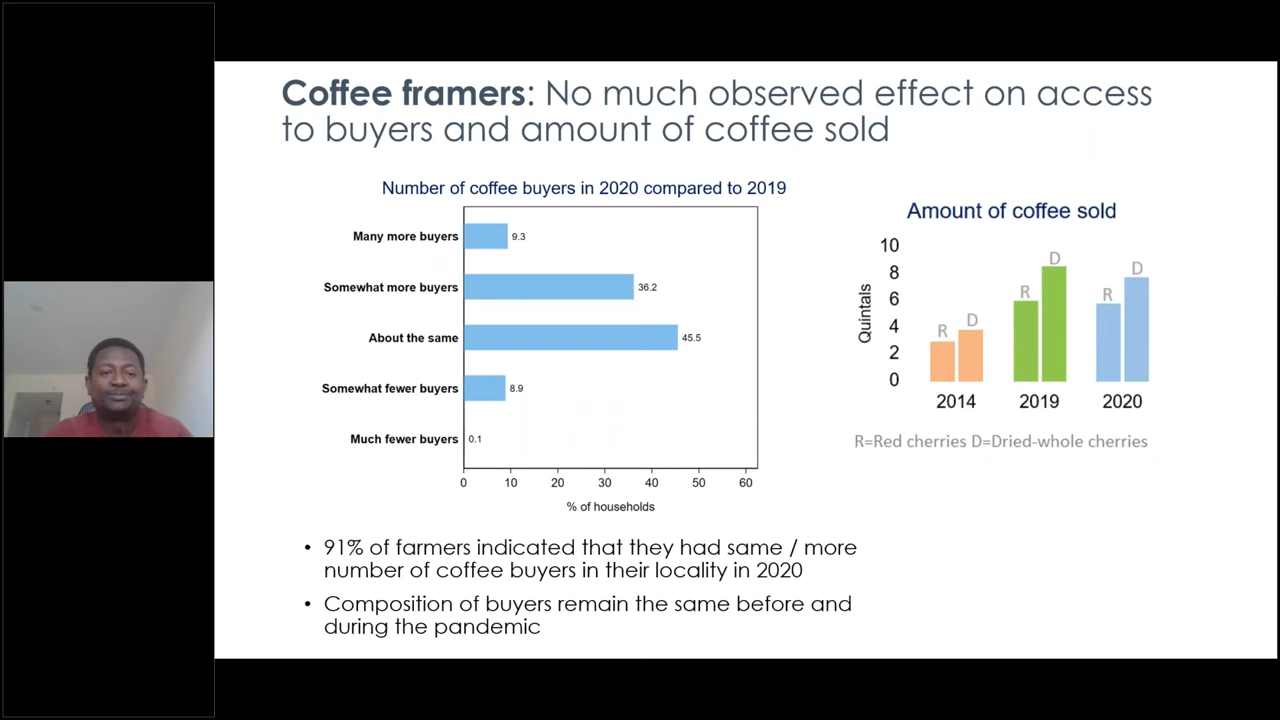 Coffee framers: No much observed effect on access
to buyers and amount of coffee sold
Number of coffee buyers in 2020 compared to 2019
Many more buyers 9.3
Somewhat more buyers 36.2
About the same 45.5
Somewhat fewer buyers 8.9
Much fewer buyers 0.1
0 10 20 30 40 50 60
% of households
Amount of coffee sold
Quintals
10
8
6
4
2
0
R D R D R D
2014 2019 2020
R=Red cherries D=Dried-whole cherries
• 91% of farmers indicated that they had same / more
number of coffee buyers in their locality in 2020
• Composition of buyers remain the same before and
during the pandemic